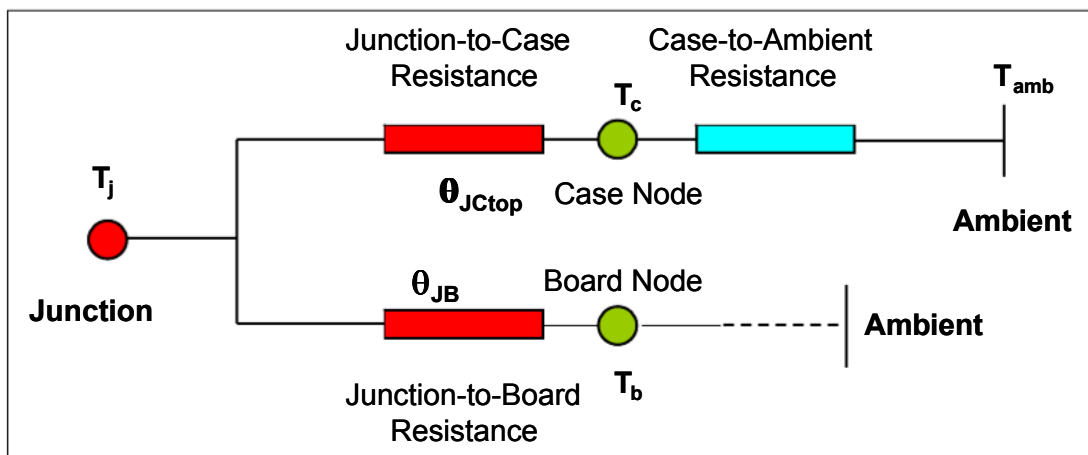 Junction-to-Case
Resistance
Case-to-Ambient
Resistance
Tc
Tamb
Tj
θJCtop
Case Node
Ambient
Junction
θJB
Board Node
Ambient
Tb
Junction-to-Board
Resistance